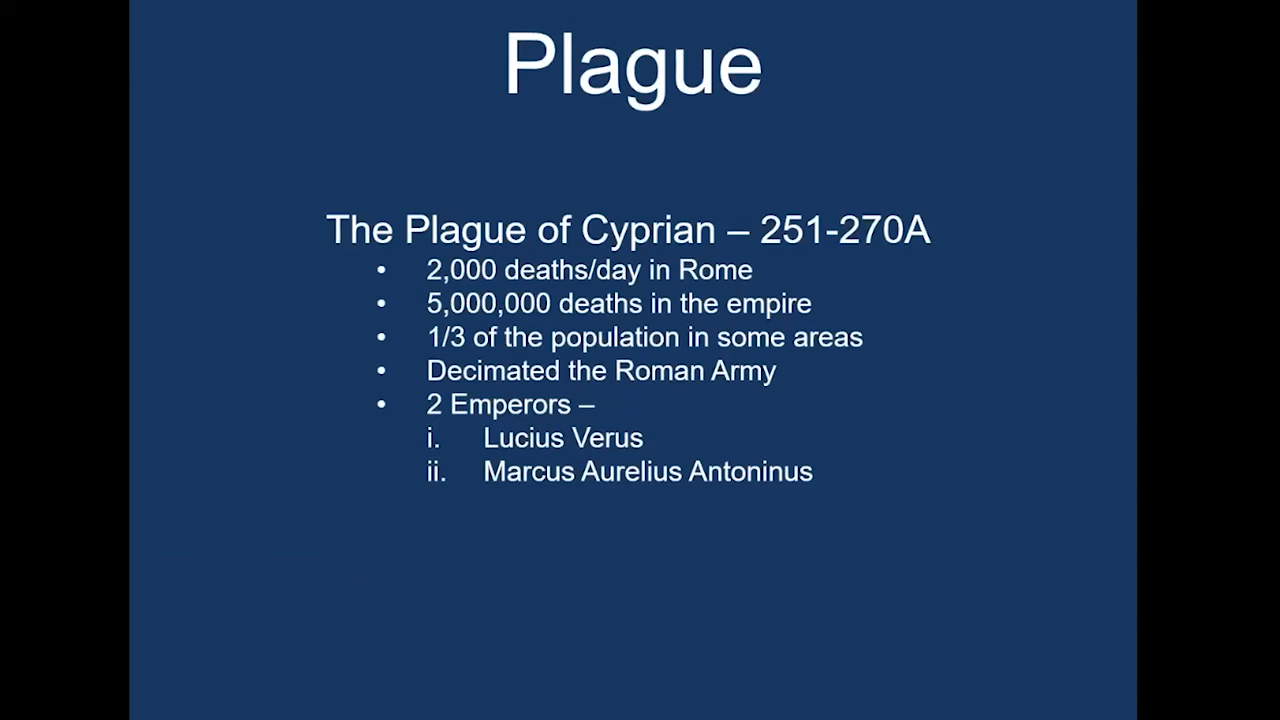 Plague
The Plague of Cyprian – 251-270A
• 2,000 deaths/day in Rome
• 5,000,000 deaths in the empire
• 1/3 of the population in some areas
• Decimated the Roman Army
• 2 Emperors –
i. Lucius Verus
ii. Marcus Aurelius Antoninus